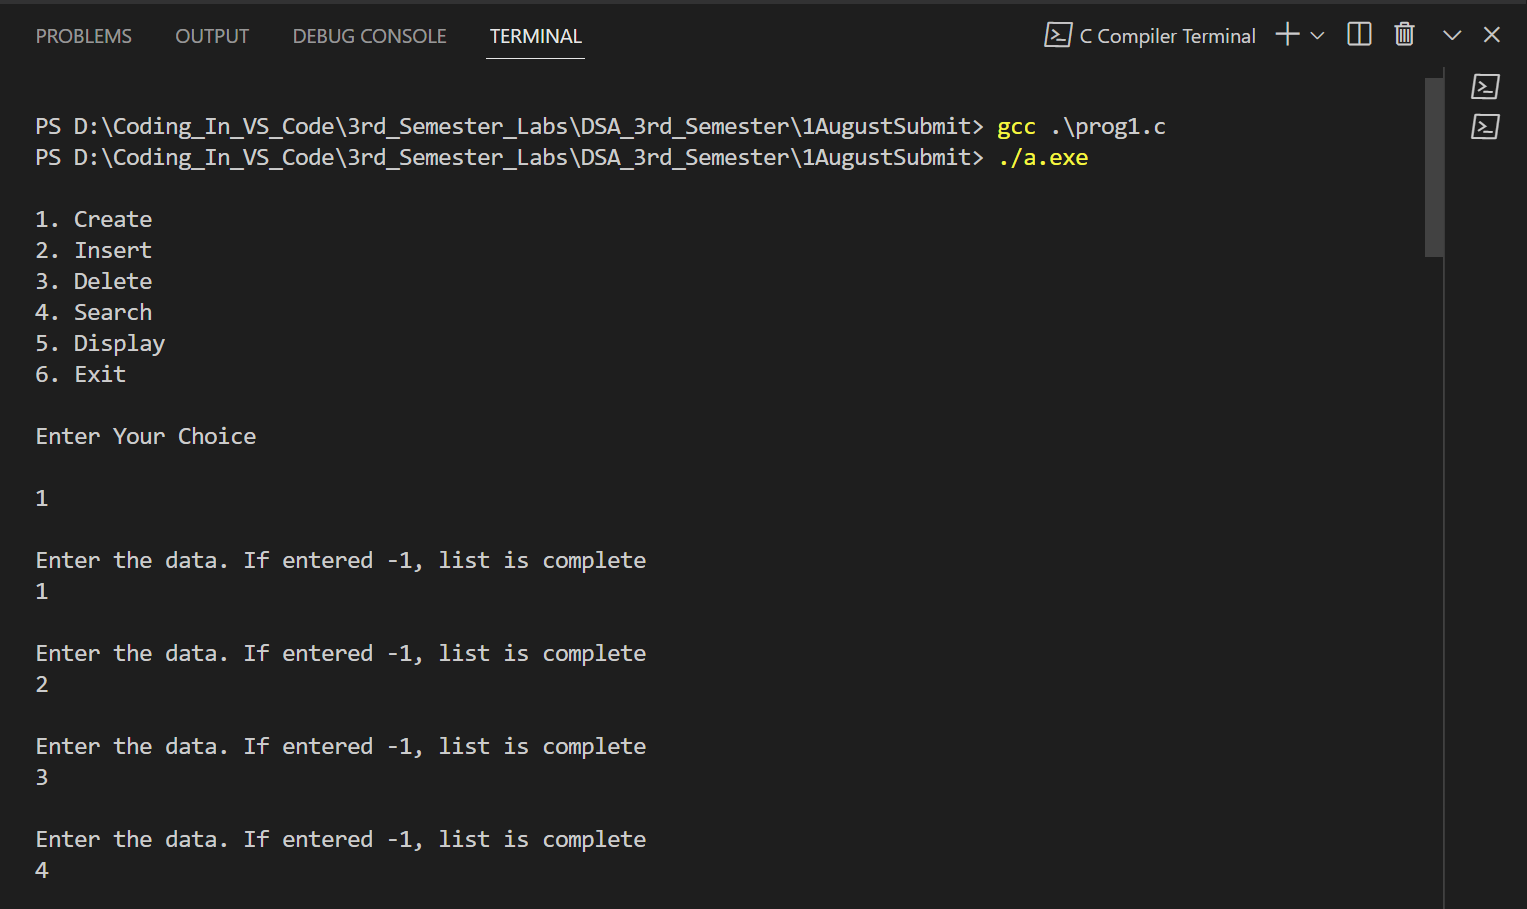 PROBLEMS OUTPUT DEBUG CONSOLE TERMINAL C Compiler Terminal
PS D:\Coding_In_VS_Code\3rd_Semester_Labs\DSA_3rd_Semester\1AugustSubmit> gcc .\prog1.c
PS D:\Coding_In_VS_Code\3rd_Semester_Labs\DSA_3rd_Semester\1AugustSubmit> ./a.exe
1. Create
2. Insert
3. Delete
4. Search
5. Display
6. Exit
Enter Your Choice
1
Enter the data. If entered -1, list is complete
1
Enter the data. If entered -1, list is complete
2
Enter the data. If entered -1, list is complete
3
Enter the data. If entered -1, list is complete
4